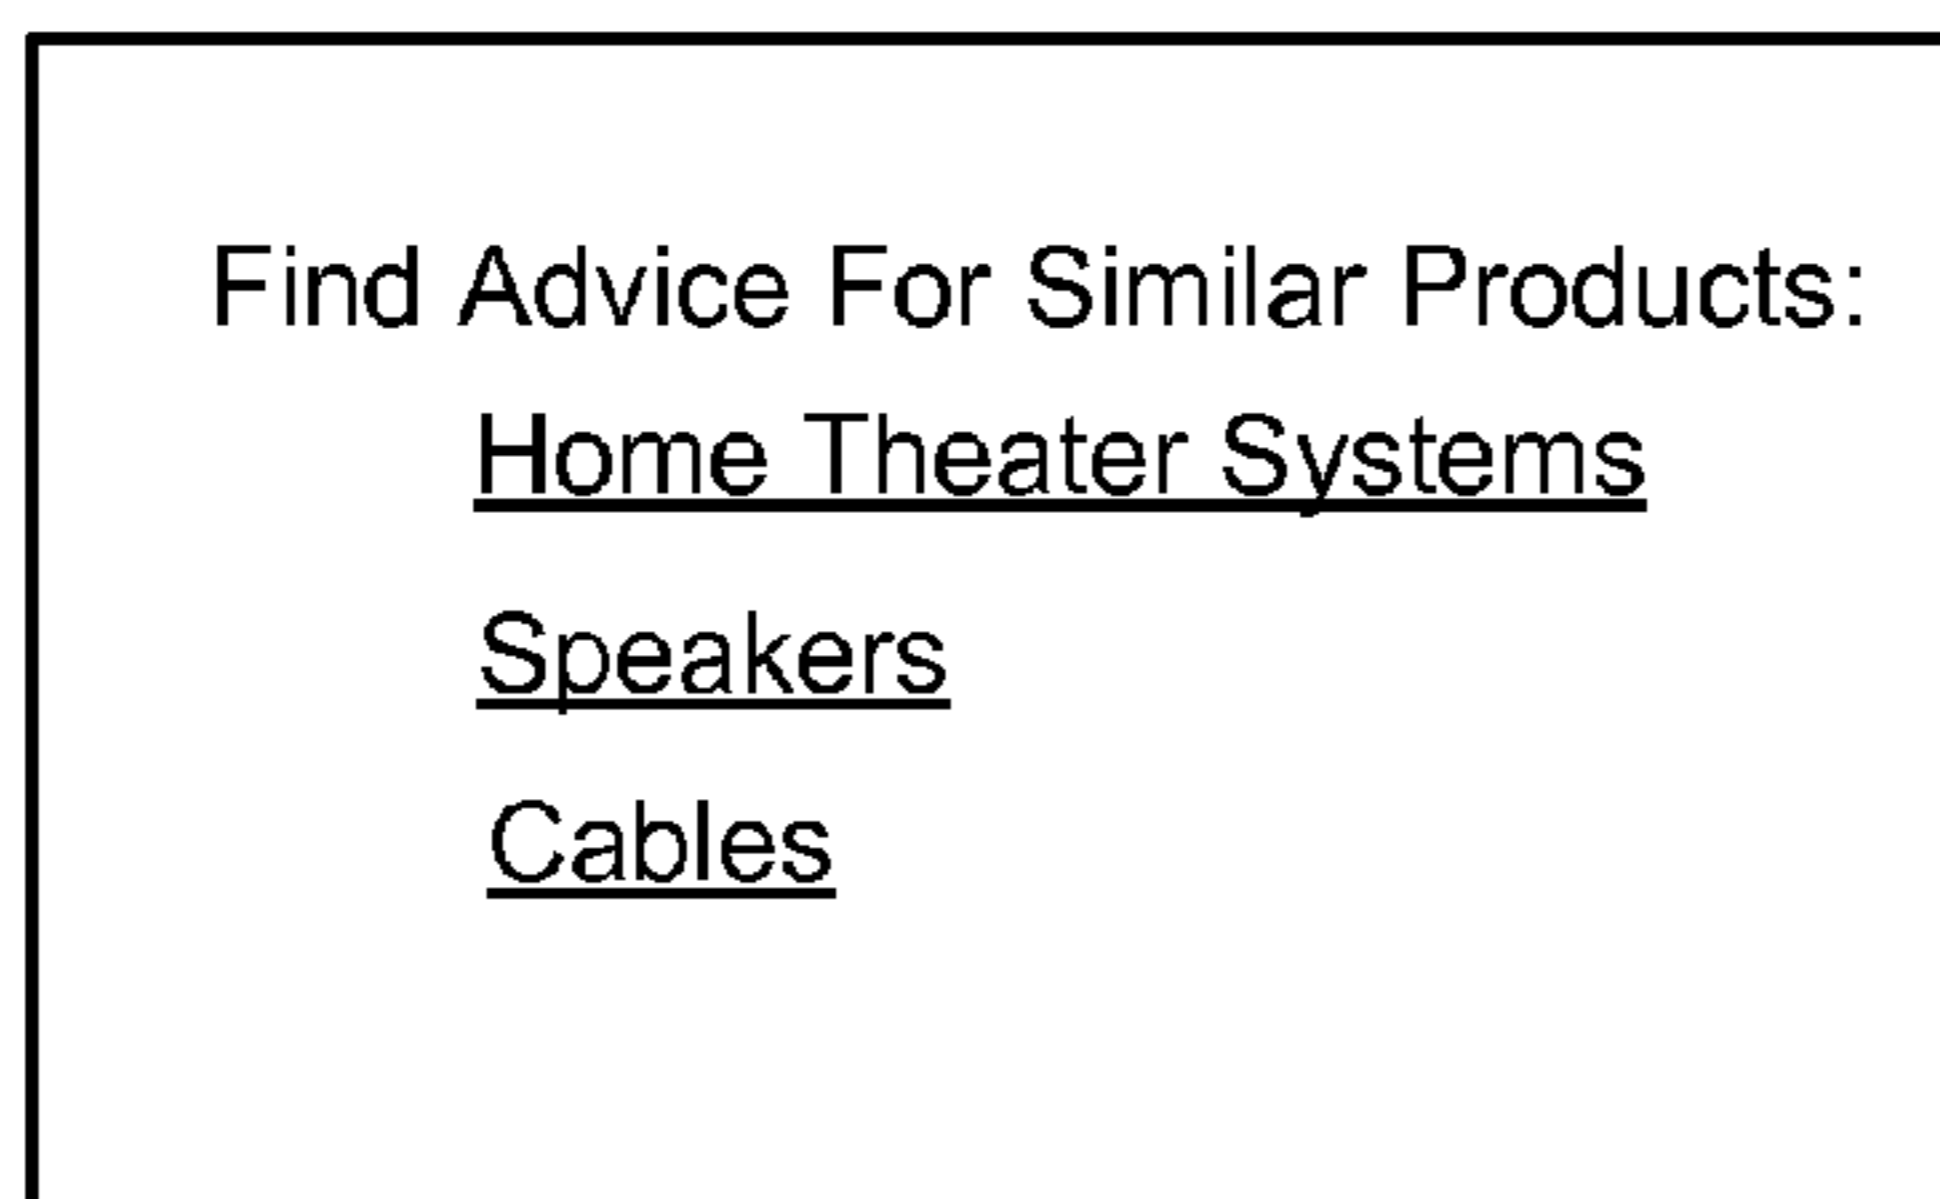 Find Advice For Similar Products:
Home Theater Systems
Speakers
Cables